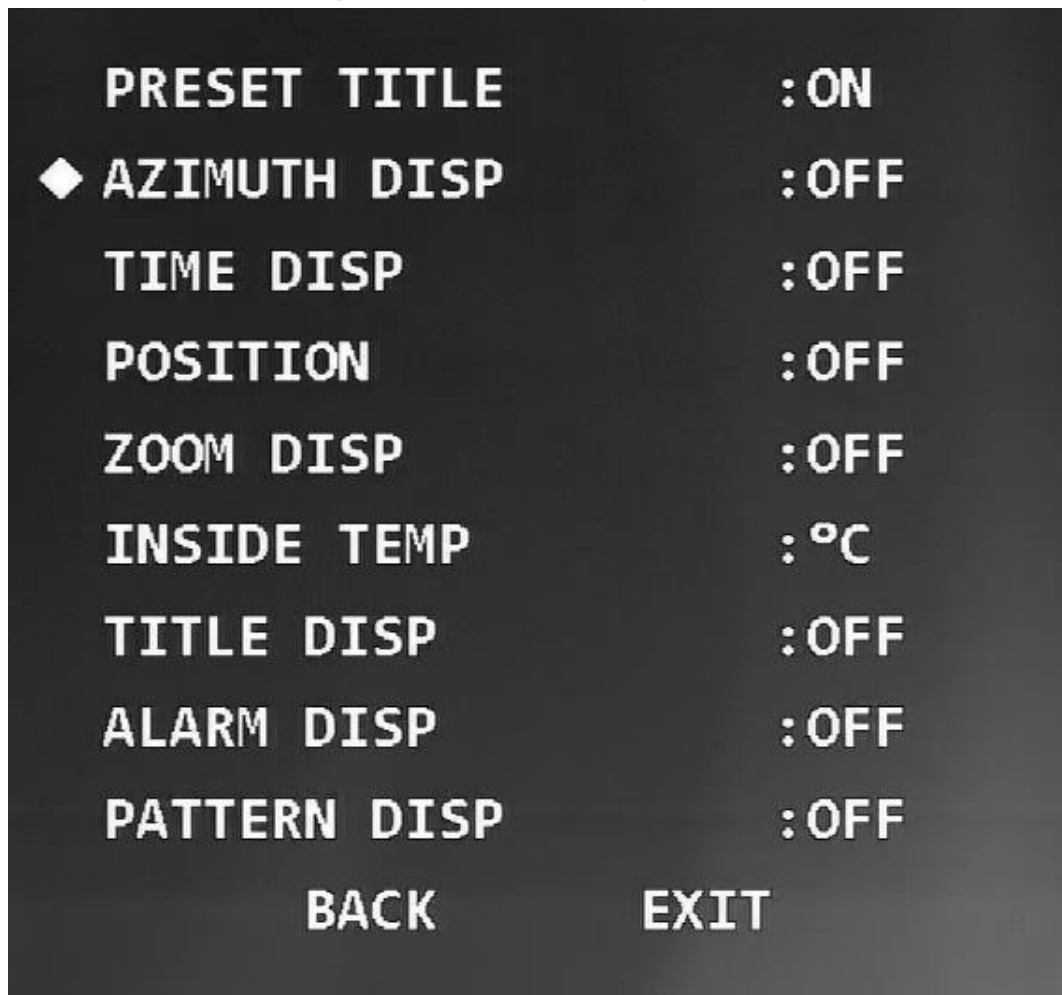 PRESET TITLE :ON
◆ AZIMUTH DISP :OFF
TIME DISP :OFF
POSITION :OFF
ZOOM DISP :OFF
INSIDE TEMP :°C
TITLE DISP :OFF
ALARM DISP :OFF
PATTERN DISP :OFF
BACK EXIT